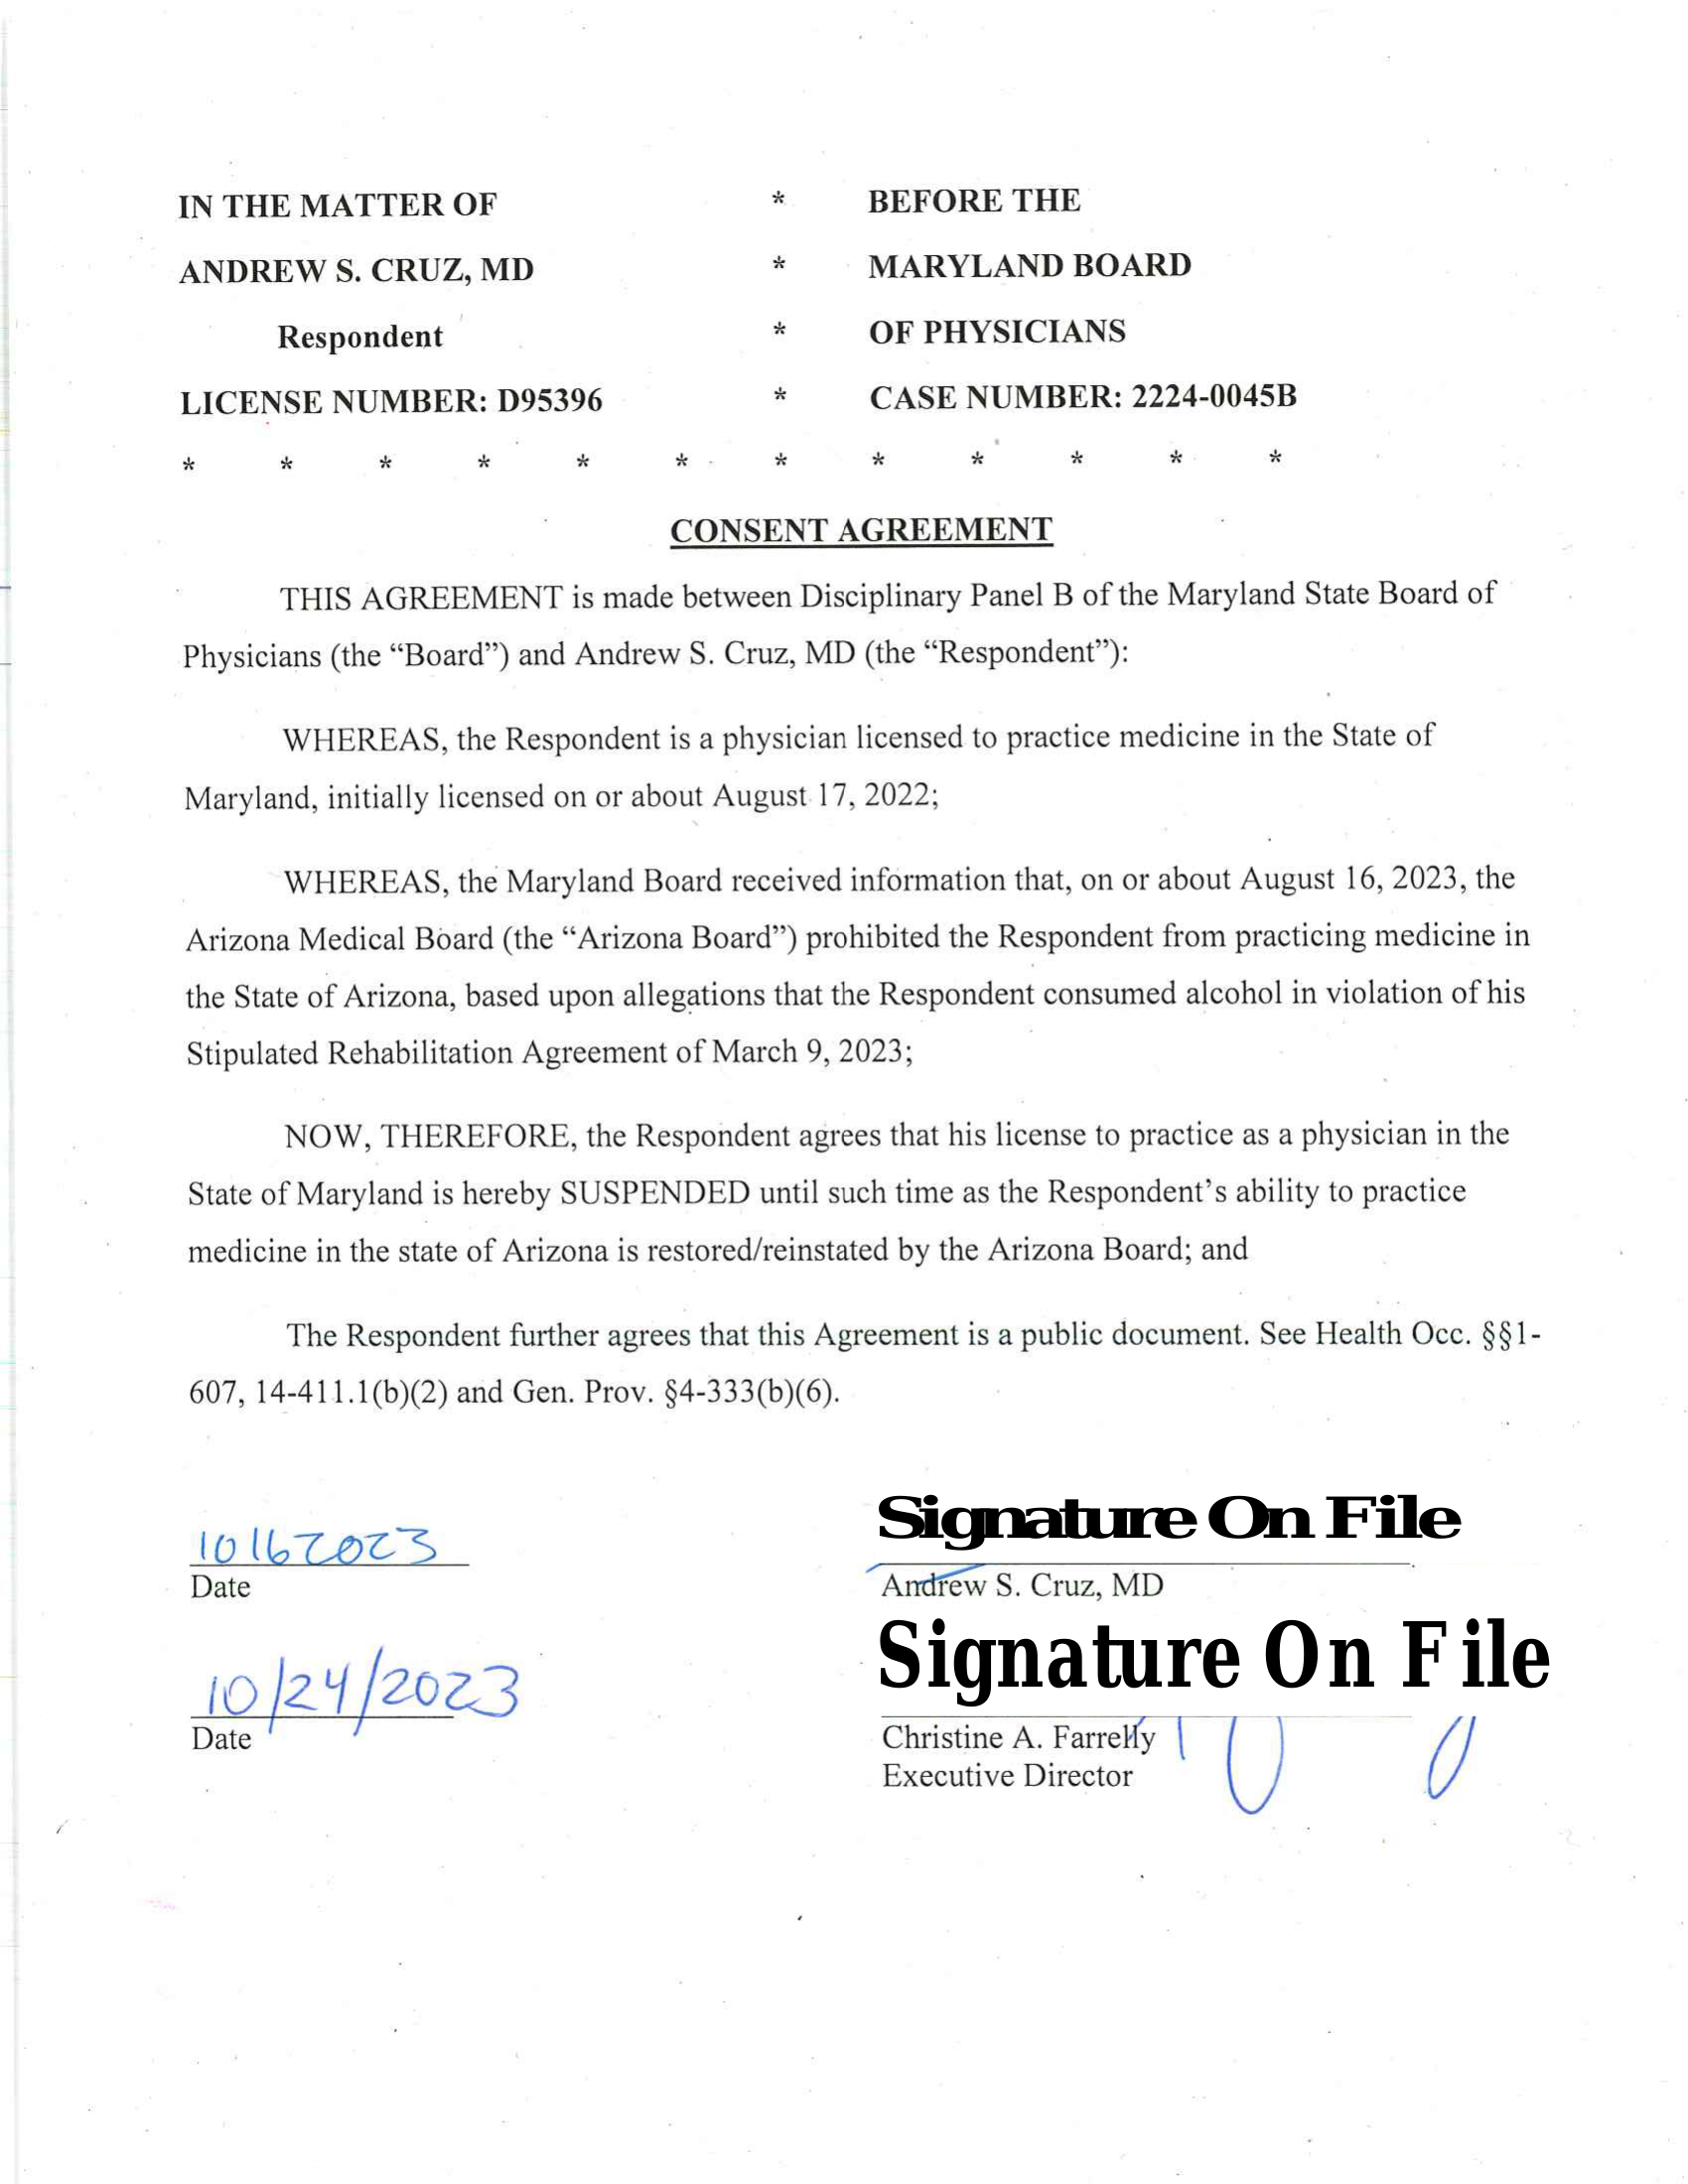 IN THE MATTER OF * BEFORE THE
ANDREW S. CRUZ, MD * MARYLAND BOARD
Respondent * OF PHYSICIANS
LICENSE NUMBER: D95396 * CASE NUMBER: 2224-0045B
* * * * * * * * * * * *
CONSENT AGREEMENT
THIS AGREEMENT is made between Disciplinary Panel B of the Maryland State Board of
Physicians (the “Board”) and Andrew S. Cruz, MD (the “Respondent”):
WHEREAS, the Respondent is a physician licensed to practice medicine in the State of
Maryland, initially licensed on or about August 17, 2022;
WHEREAS, the Maryland Board received information that, on or about August 16, 2023, the
Arizona Medical Board (the “Arizona Board”) prohibited the Respondent from practicing medicine in
the State of Arizona, based upon allegations that the Respondent consumed alcohol in violation of his
Stipulated Rehabilitation Agreement of March 9, 2023;
NOW, THEREFORE, the Respondent agrees that his license to practice as a physician in the
State of Maryland is hereby SUSPENDED until such time as the Respondent’s ability to practice
medicine in the state of Arizona is restored/reinstated by the Arizona Board; and
The Respondent further agrees that this Agreement is a public document. See Health Occ. §§1-
607, 14-411.1(b)(2) and Gen. Prov. §4-333(b)(6).
10162023 Signature On File
Date Andrew S. Cruz, MD
10/24/2023 Signature On File
Date Christine A. Farrelly
Executive Director